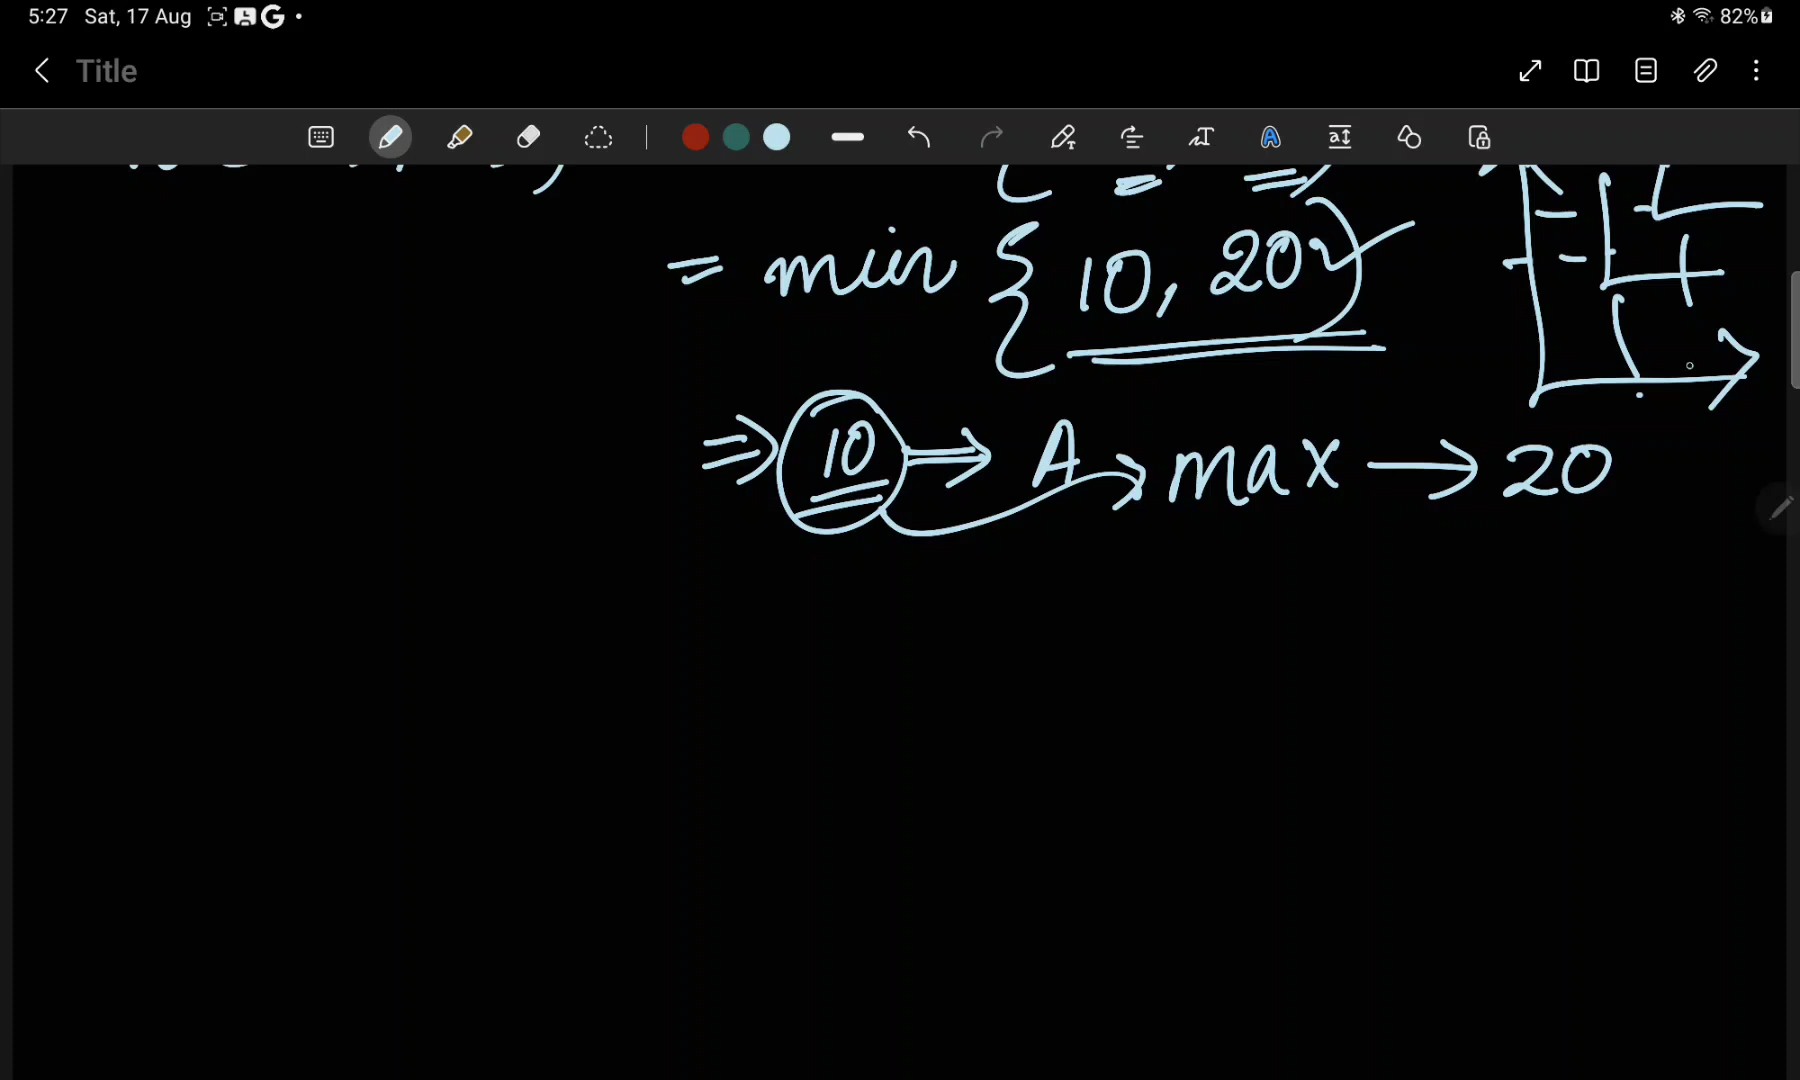 5:27 Sat, 17 Aug 82%
Title
= min { 10, 20 }
⇒ 10 ⇒ A → max → 20